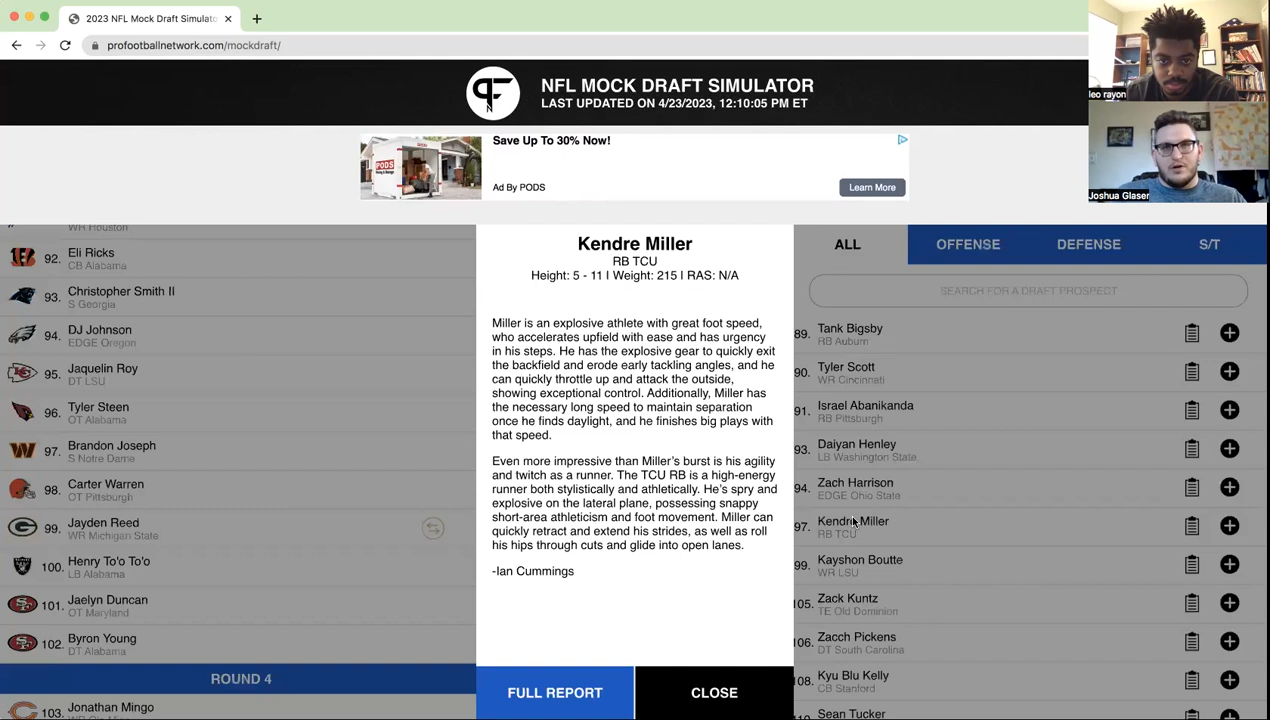 2023 NFL Mock Draft Simulato
profootballnetwork.com/mockdraft/
PF
N
NFL MOCK DRAFT SIMULATOR
LAST UPDATED ON 4/23/2023, 12:10:05 PM ET
leo rayon
Joshua Glaser
PODS
Save Up To 30% Now!
Ad By PODS
Learn More
WR Houston
92. Eli Ricks
CB Alabama
93. Christopher Smith II
S Georgia
94. DJ Johnson
EDGE Oregon
95. Jaquelin Roy
DT LSU
96. Tyler Steen
OT Alabama
97. Brandon Joseph
S Notre Dame
98. Carter Warren
OT Pittsburgh
99. Jayden Reed
WR Michigan State
100. Henry To'o To'o
LB Alabama
101. Jaelyn Duncan
OT Maryland
102. Byron Young
DT Alabama
ROUND 4
103. Jonathan Mingo
WR Ole Miss
Kendre Miller
RB TCU
Height: 5 - 11 | Weight: 215 | RAS: N/A
Miller is an explosive athlete with great foot speed,
who accelerates upfield with ease and has urgency
in his steps. He has the explosive gear to quickly exit
the backfield and erode early tackling angles, and he
can quickly throttle up and attack the outside,
showing exceptional control. Additionally, Miller has
the necessary long speed to maintain separation
once he finds daylight, and he finishes big plays with
that speed.
Even more impressive than Miller's burst is his agility
and twitch as a runner. The TCU RB is a high-energy
runner both stylistically and athletically. He's spry and
explosive on the lateral plane, possessing snappy
short-area athleticism and foot movement. Miller can
quickly retract and extend his strides, as well as roll
his hips through cuts and glide into open lanes.
-Ian Cummings
FULL REPORT
CLOSE
ALL
OFFENSE
DEFENSE
S/T
SEARCH FOR A DRAFT PROSPECT
89. Tank Bigsby
RB Auburn
90. Tyler Scott
WR Cincinnati
91. Israel Abanikanda
RB Pittsburgh
93. Daiyan Henley
LB Washington State
94. Zach Harrison
EDGE Ohio State
97. Kendre Miller
RB TCU
99. Kayshon Boutte
WR LSU
105. Zack Kuntz
TE Old Dominion
106. Zacch Pickens
DT South Carolina
108. Kyu Blu Kelly
CB Stanford
Sean Tucker